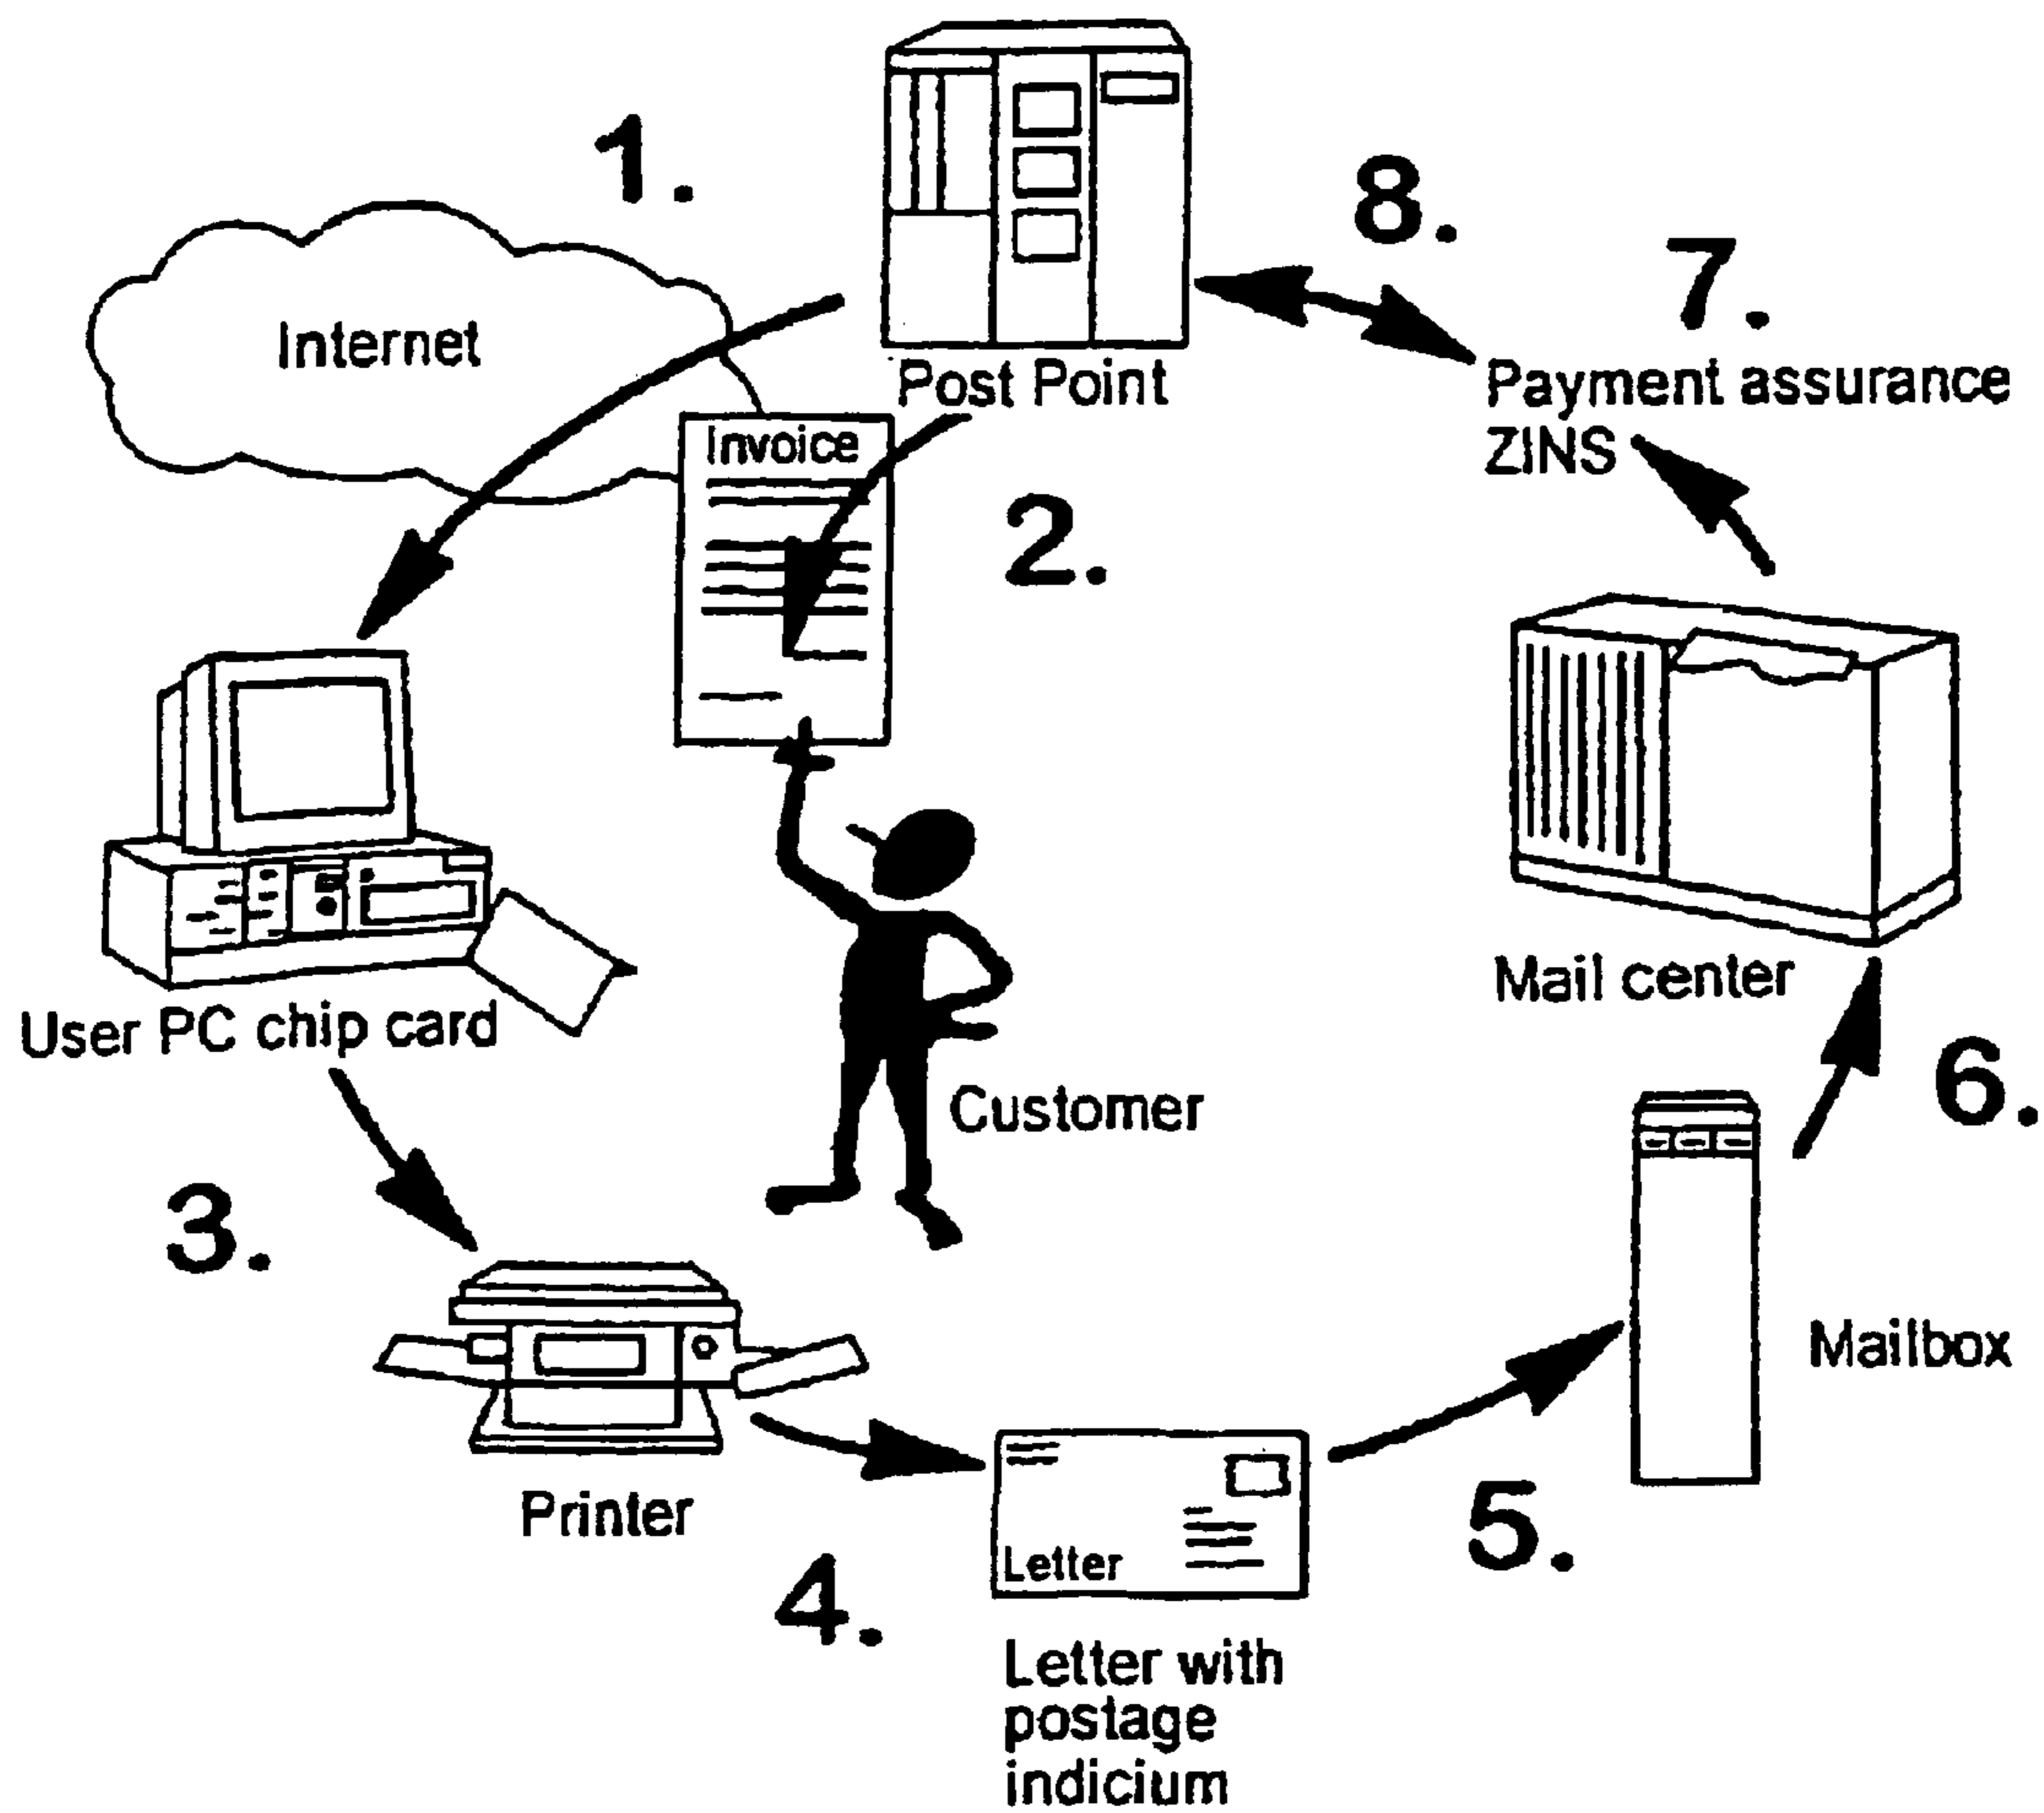 1.
8.
7.
Internet
Post Point
Payment assurance
ZINS
Invoice
2.
Mail center
User PC chip card
6.
Customer
3.
Mailbox
Printer
5.
Letter
4.
Letter with
postage
indicium